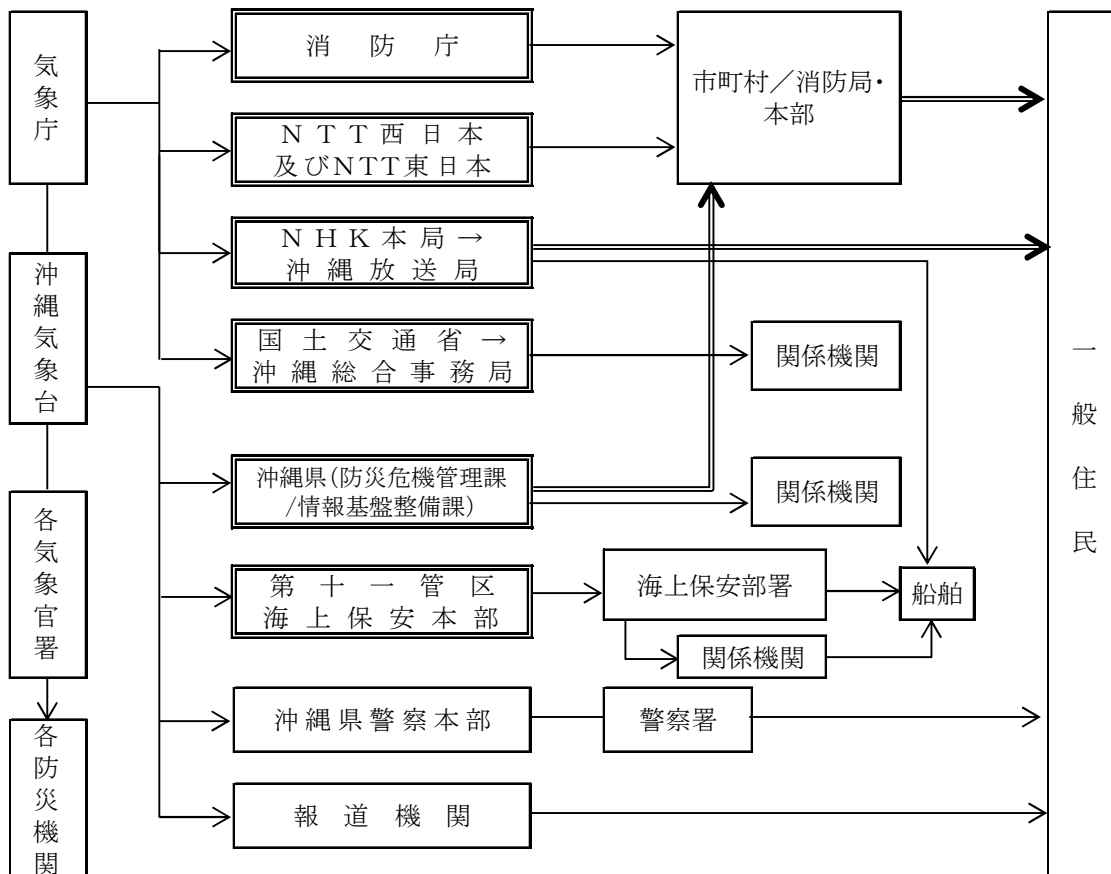 気象庁
沖縄気象台
各気象官署
各防災機関
消防庁
NTT西日本
及びNTT東日本
NHK本局→
沖縄放送局
国土交通省→
沖縄総合事務局
沖縄県(防災危機管理課
/情報基盤整備課)
第十一管区
海上保安本部
沖縄県警察本部
報道機関
市町村／消防局・
本部
関係機関
関係機関
海上保安部署
関係機関
船舶
警察署
一般住民